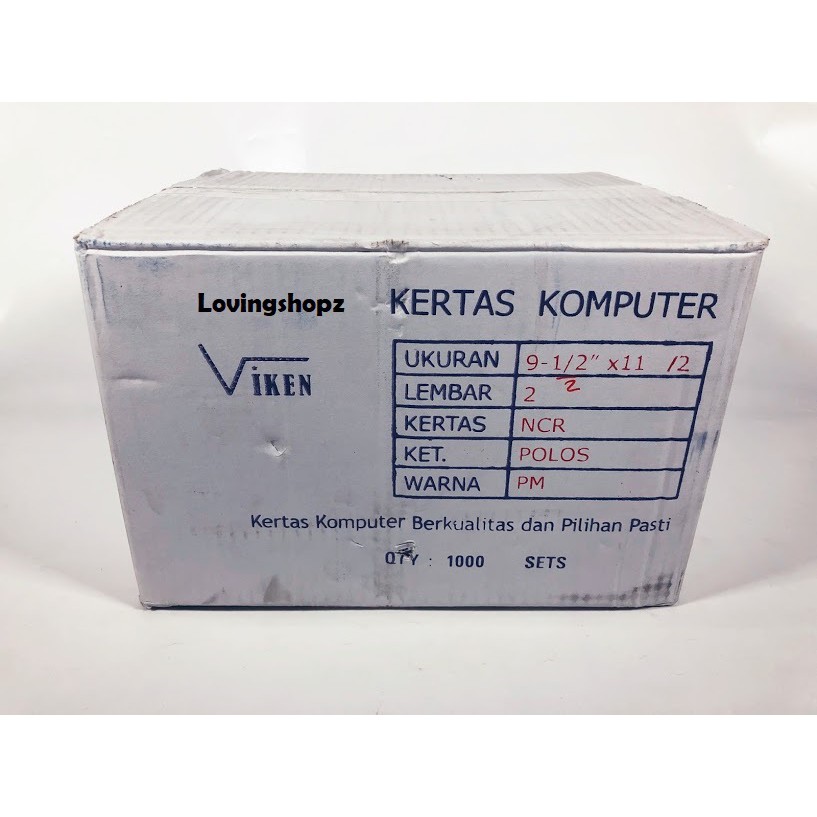 Lovingshopz
KERTAS KOMPUTER
VIKEN
UKURAN 9-1/2" x11 /2
LEMBAR 2 2
KERTAS NCR
KET. POLOS
WARNA PM
Kertas Komputer Berkualitas dan Pilihan Pasti
QTY : 1000 SETS